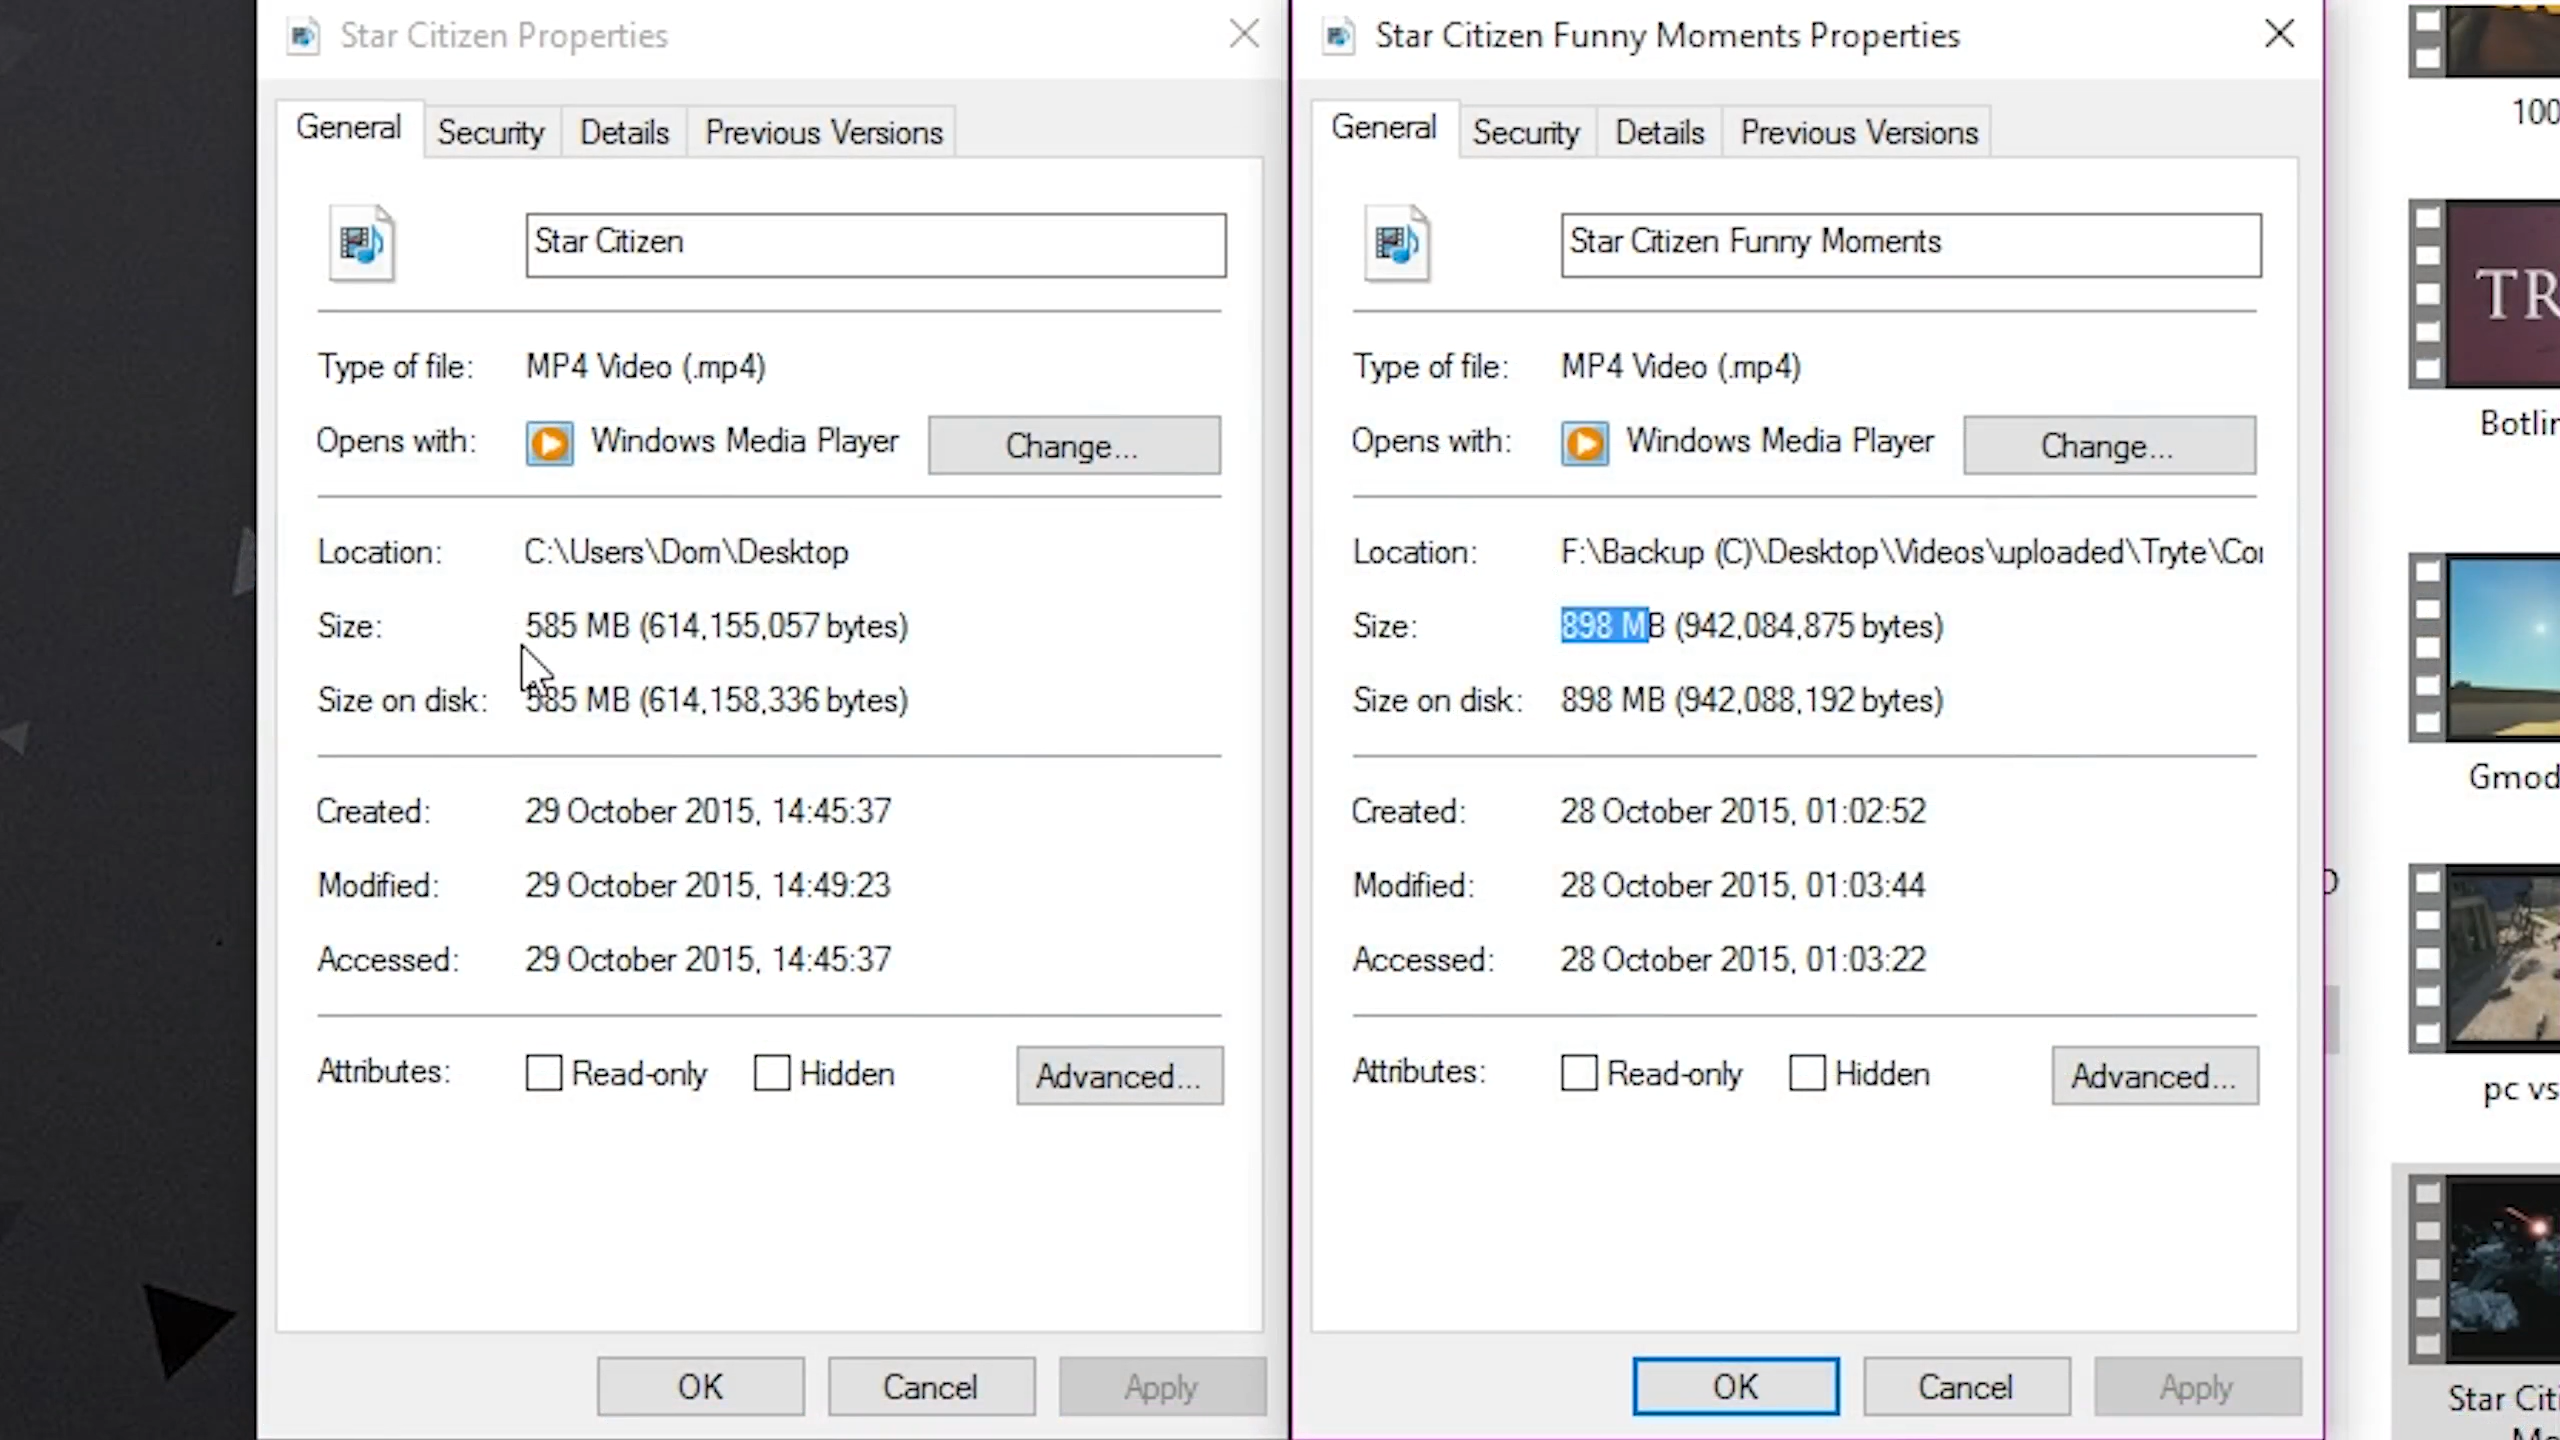 Star Citizen Properties
General Security Details Previous Versions
Star Citizen
Type of file: MP4 Video (.mp4)
Opens with: Windows Media Player Change...
Location: C:\Users\Dom\Desktop
Size: 585 MB (614,155,057 bytes)
Size on disk: 585 MB (614,158,336 bytes)
Created: 29 October 2015, 14:45:37
Modified: 29 October 2015, 14:49:23
Accessed: 29 October 2015, 14:45:37
Attributes: Read-only Hidden Advanced...
OK Cancel Apply
Star Citizen Funny Moments Properties
General Security Details Previous Versions
Star Citizen Funny Moments
Type of file: MP4 Video (.mp4)
Opens with: Windows Media Player Change...
Location: F:\Backup (C)\Desktop\Videos\uploaded\Tryte\Co
Size: 898 MB (942,084,875 bytes)
Size on disk: 898 MB (942,088,192 bytes)
Created: 28 October 2015, 01:02:52
Modified: 28 October 2015, 01:03:44
Accessed: 28 October 2015, 01:03:22
Attributes: Read-only Hidden Advanced...
OK Cancel Apply
100
TR
Botlin
Gmod
pc vs
Star Citi